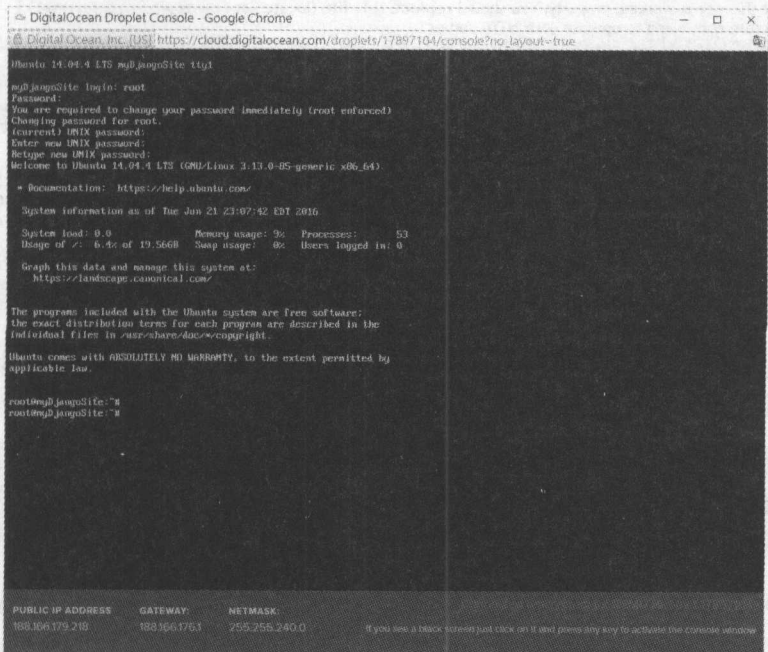 DigitalOcean Droplet Console - Google Chrome
Digital Ocean, Inc. [US] https://cloud.digitalocean.com/droplets/17897104/console?no_layout=true
Ubuntu 14.04.4 LTS myDjangoSite tty1
myDjangoSite login: root
Password:
You are required to change your password immediately (root enforced)
Changing password for root.
(current) UNIX password:
Enter new UNIX password:
Retype new UNIX password:
Welcome to Ubuntu 14.04.4 LTS (GNU/Linux 3.13.0-85-generic x86_64)
* Documentation: https://help.ubuntu.com/
System information as of Tue Jun 21 23:07:42 EDT 2016
System load: 0.0 Memory usage: 9% Processes: 53
Usage of /: 6.4% of 19.56GB Swap usage: 0% Users logged in: 0
Graph this data and manage this system at:
https://landscape.canonical.com/
The programs included with the Ubuntu system are free software;
the exact distribution terms for each program are described in the
individual files in /usr/share/doc/*/copyright.
Ubuntu comes with ABSOLUTELY NO WARRANTY, to the extent permitted by
applicable law.
root@myDjangoSite:~#
root@myDjangoSite:~#
PUBLIC IP ADDRESS GATEWAY: NETMASK:
188.166.179.218 188.166.176.1 255.255.240.0 If you see a black screen just click on it and press any key to activate the console window